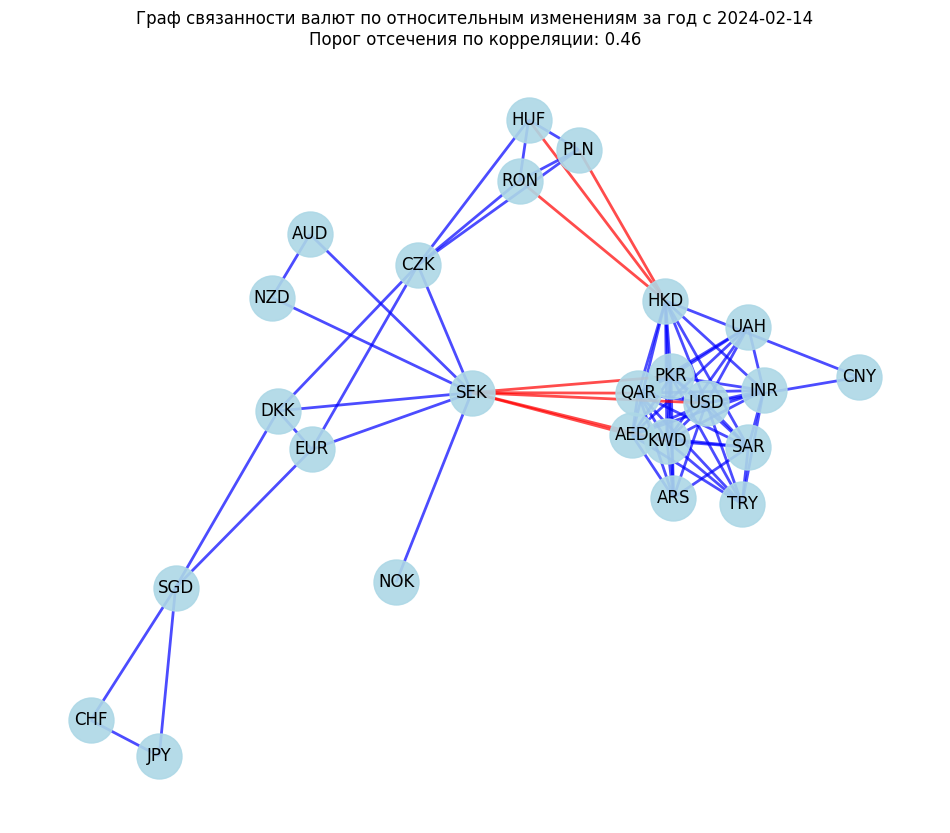 Граф связанности валют по относительным изменениям за год с 2024-02-14
Порог отсечения по корреляции: 0.46
HUF
PLN
RON
AUD
CZK
NZD
HKD
UAH
PKR
CNY
QAR
INR
SEK
USD
DKK
AED
KWD
EUR
SAR
ARS
TRY
NOK
SGD
CHF
JPY